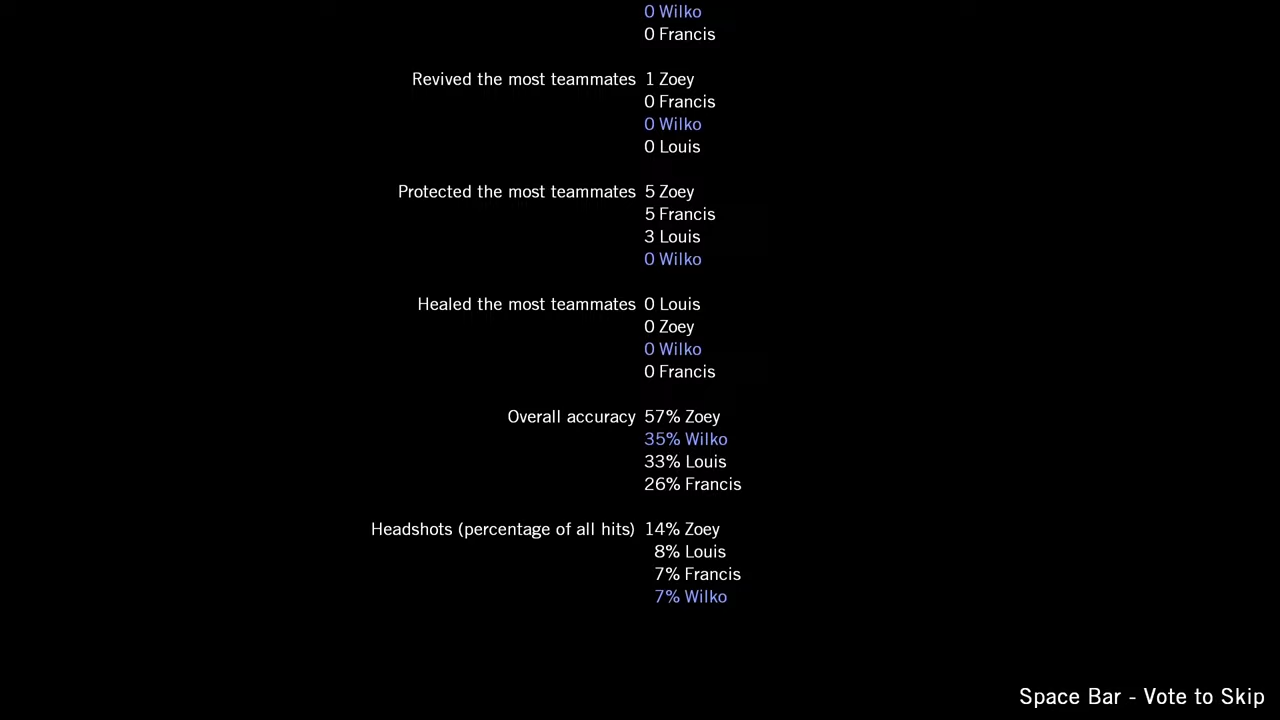 0 Wilko
0 Francis
Revived the most teammates 1 Zoey
0 Francis
0 Wilko
0 Louis
Protected the most teammates 5 Zoey
5 Francis
3 Louis
0 Wilko
Healed the most teammates 0 Louis
0 Zoey
0 Wilko
0 Francis
Overall accuracy 57% Zoey
35% Wilko
33% Louis
26% Francis
Headshots (percentage of all hits) 14% Zoey
8% Louis
7% Francis
7% Wilko
Space Bar - Vote to Skip